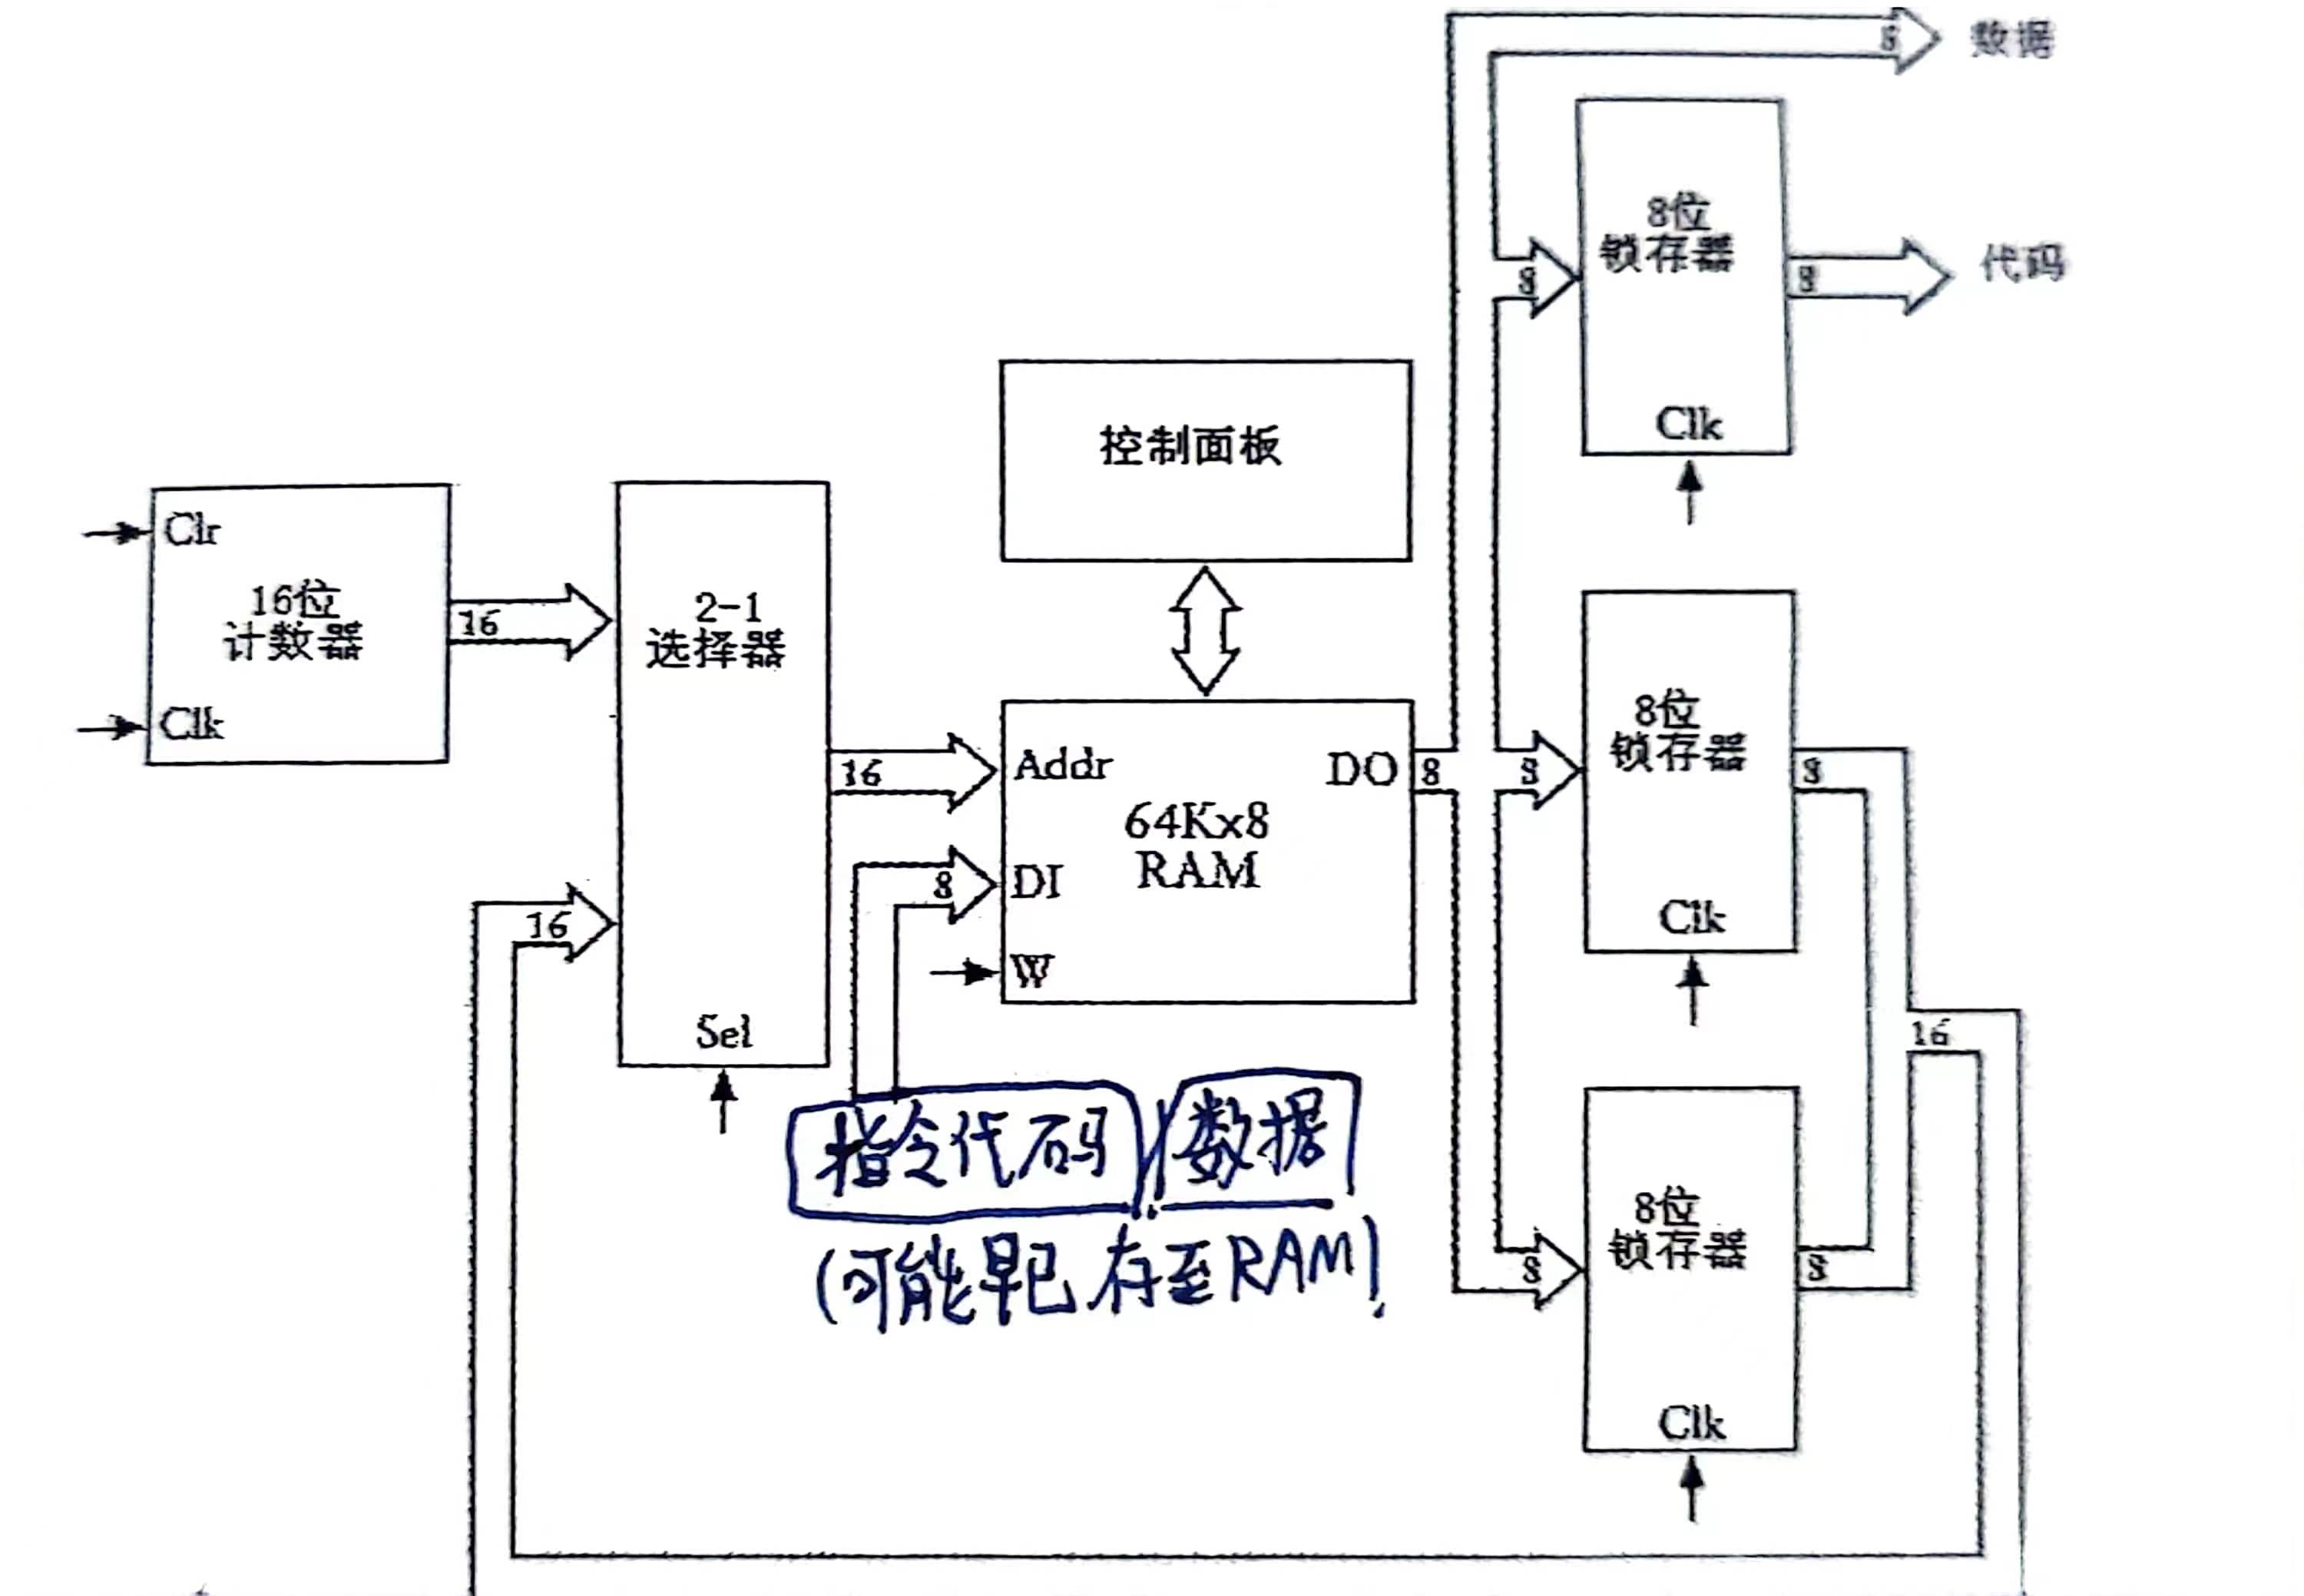 8
数据
8位
锁存器
8
8
代码
Clk
控制面板
Clr
16位
计数器
16
Clk
2-1
选择器
16
Sel
16
Addr
DO
8
64Kx8
RAM
8
DI
W
8
8位
锁存器
8
Clk
16
指令代码/数据
(可能早已存至RAM).
8
8位
锁存器
8
Clk